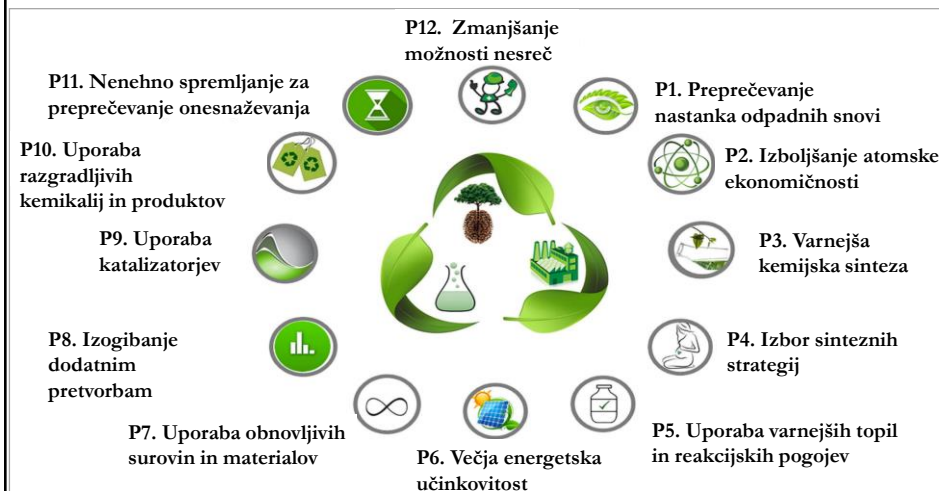 P12. Zmanjšanje
možnosti nesreč
P1. Preprečevanje
nastanka odpadnih snovi
P2. Izboljšanje atomske
ekonomičnosti
P3. Varnejša
kemijska sinteza
P4. Izbor sinteznih
strategij
P5. Uporaba varnejših topil
in reakcijskih pogojev
P6. Večja energetska
učinkovitost
P7. Uporaba obnovljivih
surovin in materialov
P8. Izogibanje
dodatnim
pretvorbam
P9. Uporaba
katalizatorjev
P10. Uporaba
razgradljivih
kemikalij in produktov
P11. Nenehno spremljanje za
preprečevanje onesnaževanja